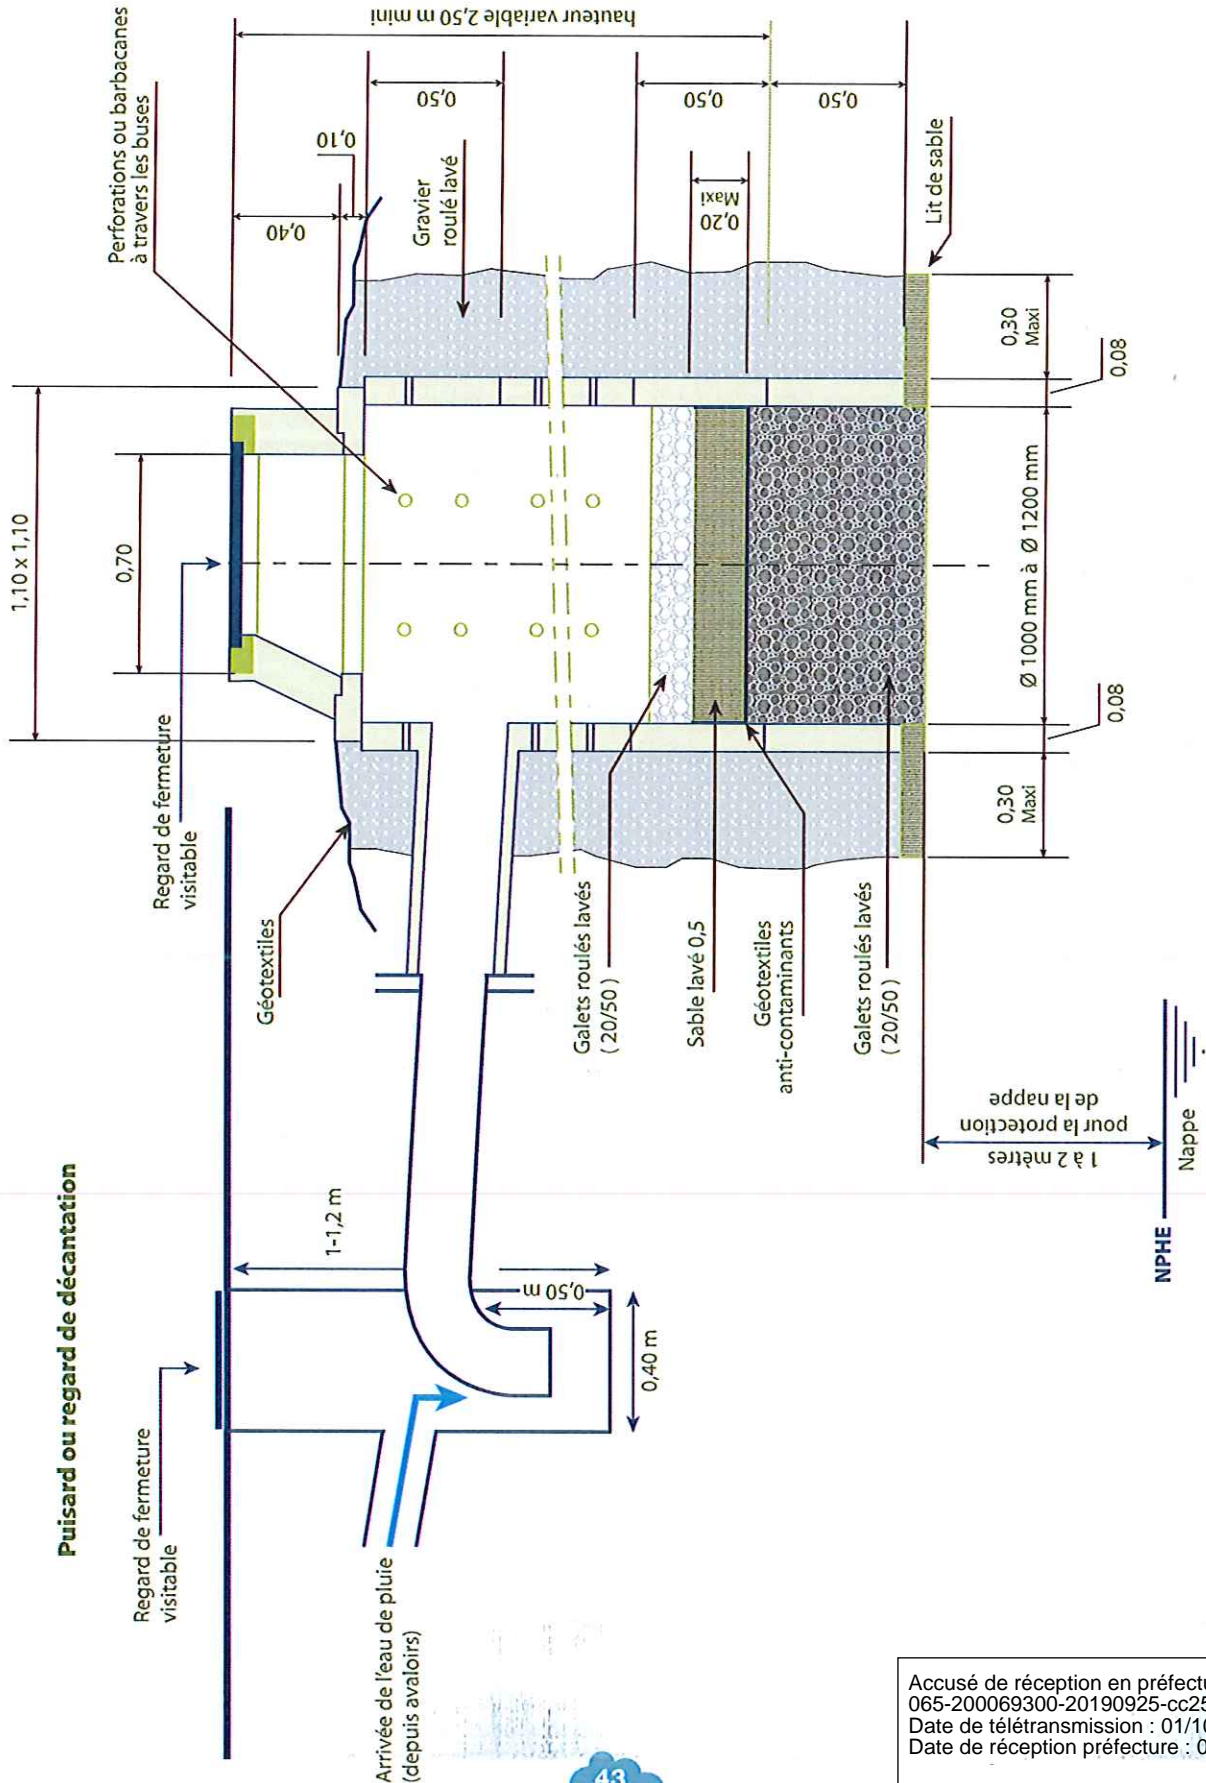 Puisard ou regard de décantation
Regard de fermeture
visitable
Arrivée de l'eau de pluie
(depuis avaloirs)
1-1,2 m
0,50 m
0,40 m
Regard de fermeture
visitable
Géotextiles
1,10 x 1,10
0,70
Perforations ou barbacanes
à travers les buses
0,40
0,10
Gravier
roulé lavé
0,50
hauteur variable 2,50 m mini
0,20
Maxi
0,50
0,50
Lit de sable
Galets roulés lavés
( 20/50 )
Sable lavé 0,5
Géotextiles
anti-contaminants
Galets roulés lavés
( 20/50 )
0,30
Maxi
0,08
Ø 1000 mm à Ø 1200 mm
0,08
0,30
Maxi
1 à 2 mètres
pour la protection
de la nappe
NPHE
Nappe
43
Accusé de réception en préfectu
065-200069300-20190925-cc25
Date de télétransmission : 01/10
Date de réception préfecture : 0